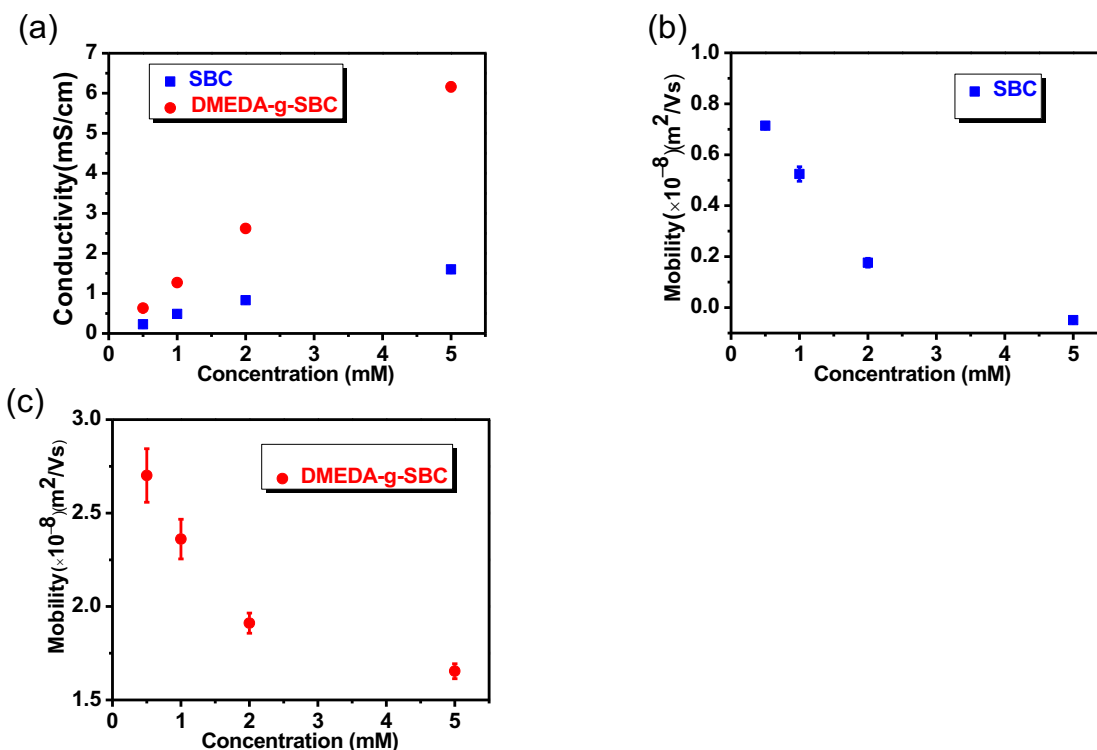 (a)
7
6
5
4
3
2
1
0
Conductivity(mS/cm)
SBC
DMEDA-g-SBC
0 1 2 3 4 5
Concentration (mM)
(b)
1.0
0.8
0.6
0.4
0.2
0.0
Mobility(×10⁻⁸)(m²/Vs)
SBC
0 1 2 3 4 5
Concentration (mM)
(c)
3.0
2.5
2.0
1.5
Mobility(×10⁻⁸)(m²/Vs)
DMEDA-g-SBC
0 1 2 3 4 5
Concentration (mM)